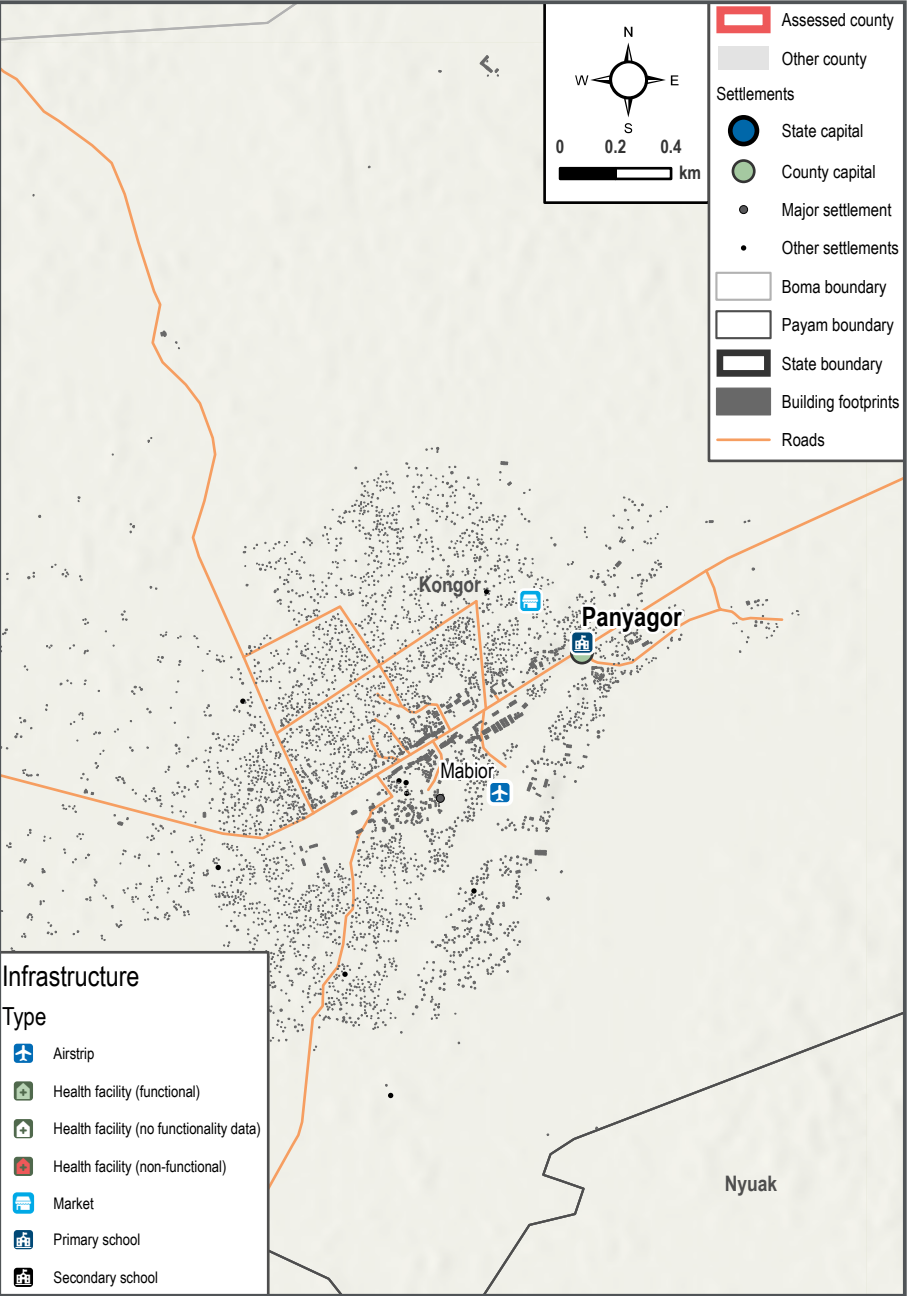 N
W E
S
0 0.2 0.4
km
Assessed county
Other county
Settlements
State capital
County capital
Major settlement
Other settlements
Boma boundary
Payam boundary
State boundary
Building footprints
Roads
Kongor
Panyagor
Mabior
Nyuak
Infrastructure
Type
Airstrip
Health facility (functional)
Health facility (no functionality data)
Health facility (non-functional)
Market
Primary school
Secondary school